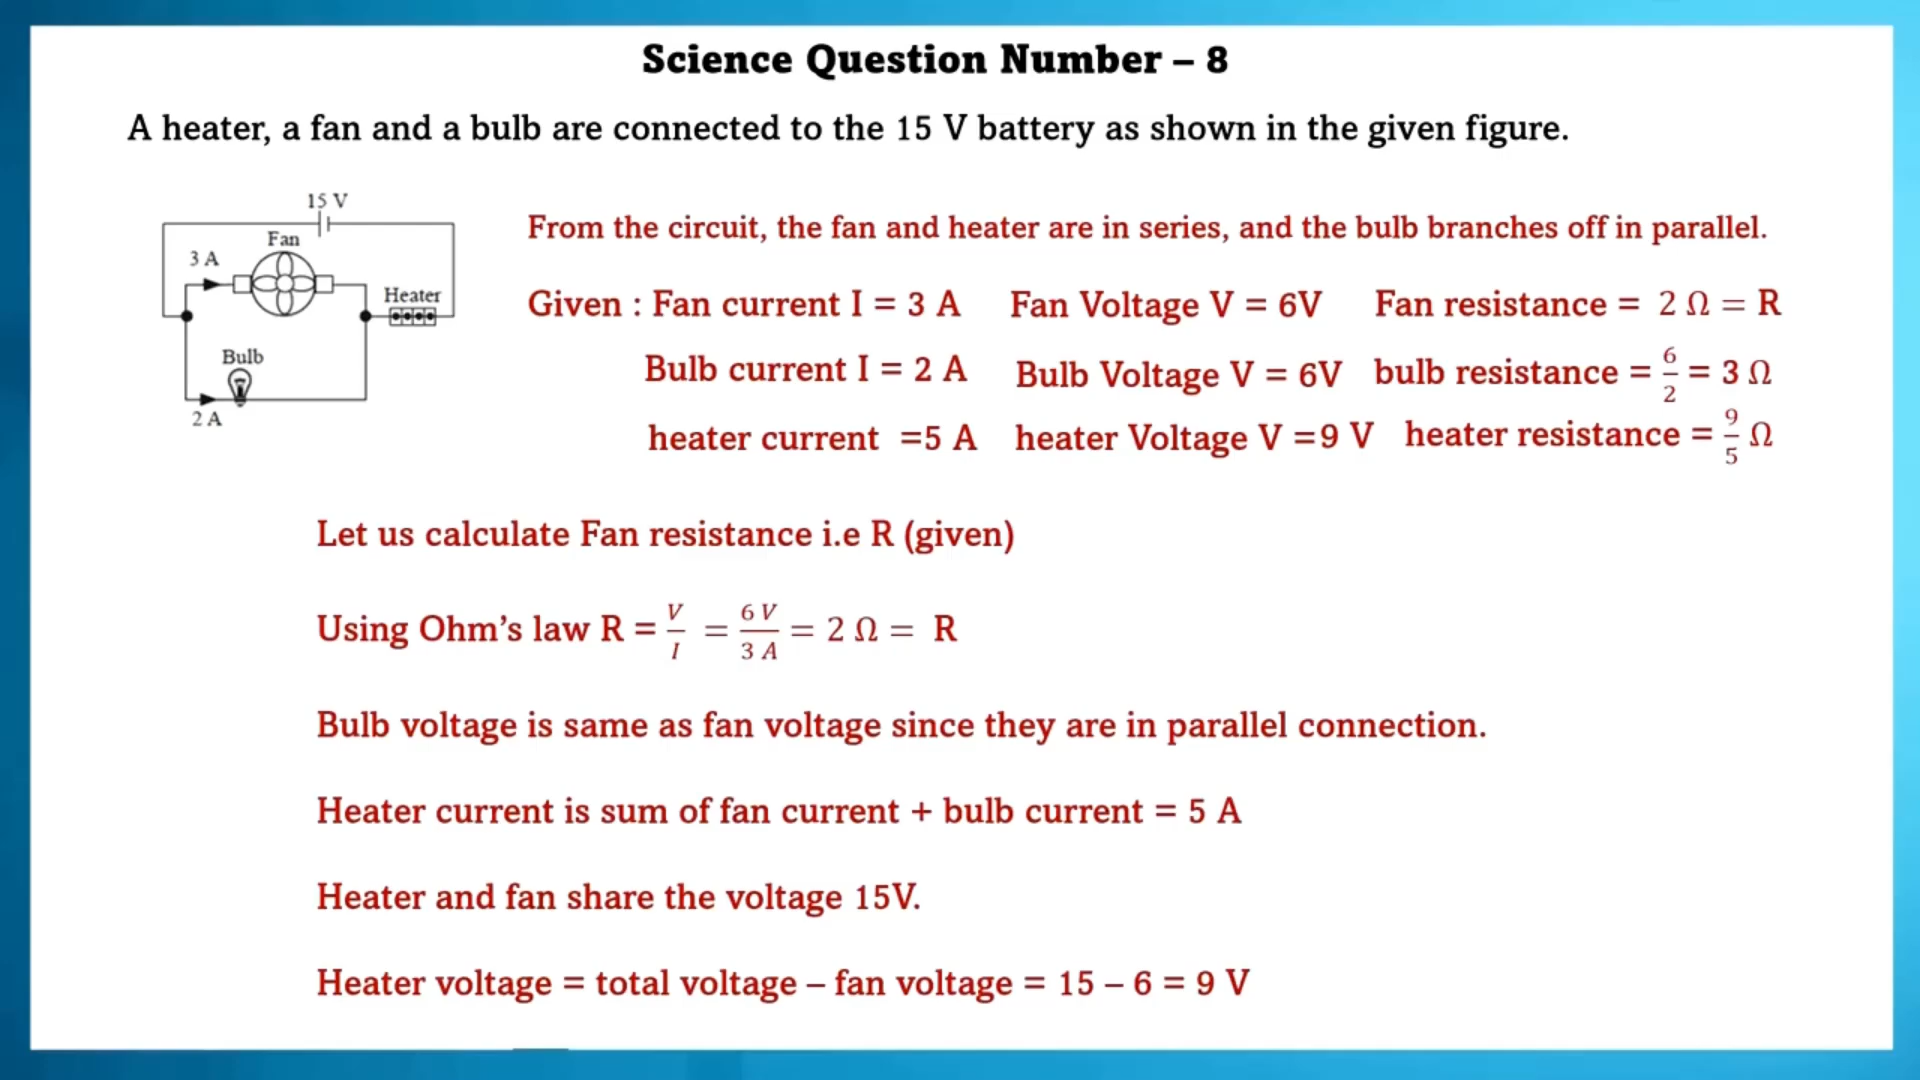 Science Question Number – 8
A heater, a fan and a bulb are connected to the 15 V battery as shown in the given figure.
15 V
Fan
3 A
Heater
Bulb
2 A
From the circuit, the fan and heater are in series, and the bulb branches off in parallel.
Given : Fan current I = 3 A Fan Voltage V = 6V Fan resistance = 2 Ω = R
Bulb current I = 2 A Bulb Voltage V = 6V bulb resistance = 6/2 = 3 Ω
heater current =5 A heater Voltage V =9 V heater resistance = 9/5 Ω
Let us calculate Fan resistance i.e R (given)
Using Ohm’s law R = V/I = 6 V/3 A = 2 Ω = R
Bulb voltage is same as fan voltage since they are in parallel connection.
Heater current is sum of fan current + bulb current = 5 A
Heater and fan share the voltage 15V.
Heater voltage = total voltage – fan voltage = 15 – 6 = 9 V